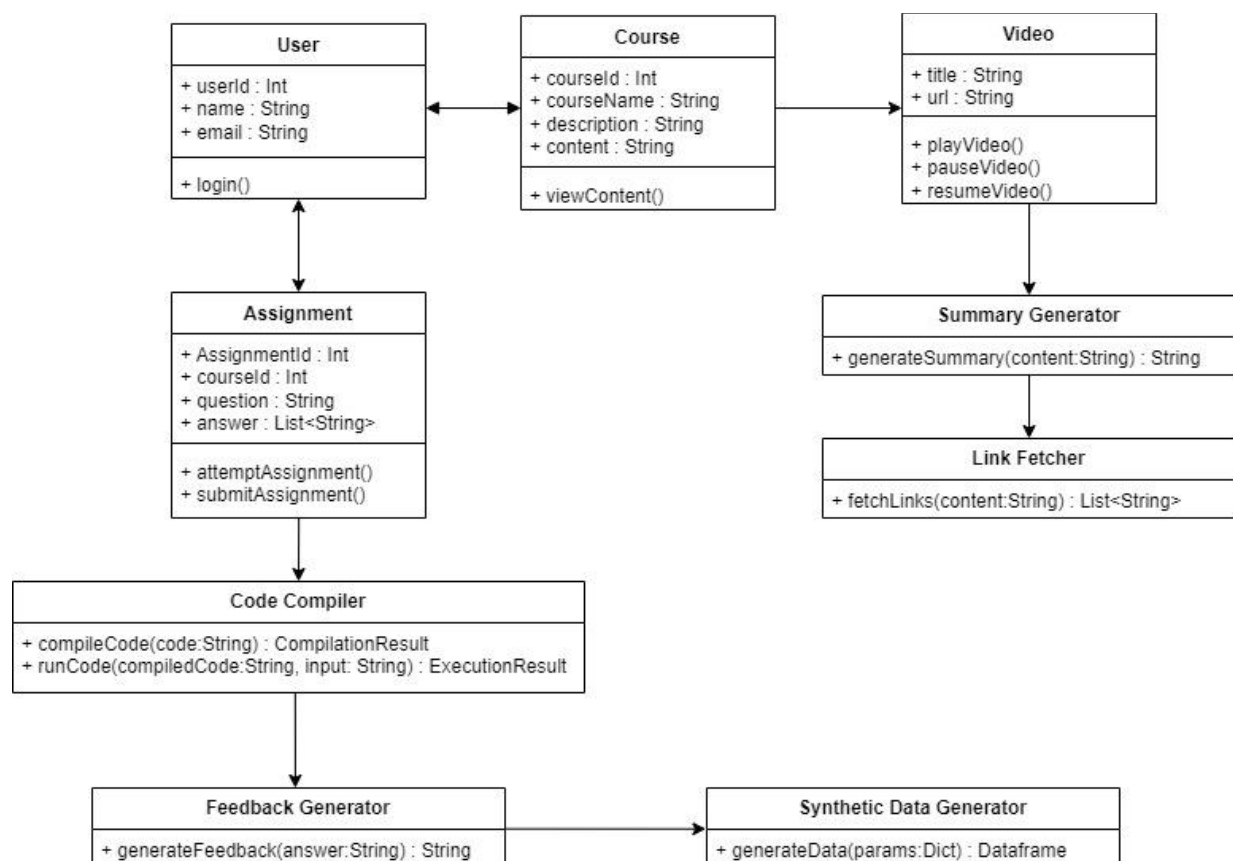 User
+ userId : Int
+ name : String
+ email : String
+ login()
Course
+ courseId : Int
+ courseName : String
+ description : String
+ content : String
+ viewContent()
Video
+ title : String
+ url : String
+ playVideo()
+ pauseVideo()
+ resumeVideo()
Assignment
+ AssignmentId : Int
+ courseId : Int
+ question : String
+ answer : List<String>
+ attemptAssignment()
+ submitAssignment()
Summary Generator
+ generateSummary(content:String) : String
Link Fetcher
+ fetchLinks(content:String) : List<String>
Code Compiler
+ compileCode(code:String) : CompilationResult
+ runCode(compiledCode:String, input: String) : ExecutionResult
Feedback Generator
+ generateFeedback(answer:String) : String
Synthetic Data Generator
+ generateData(params:Dict) : Dataframe